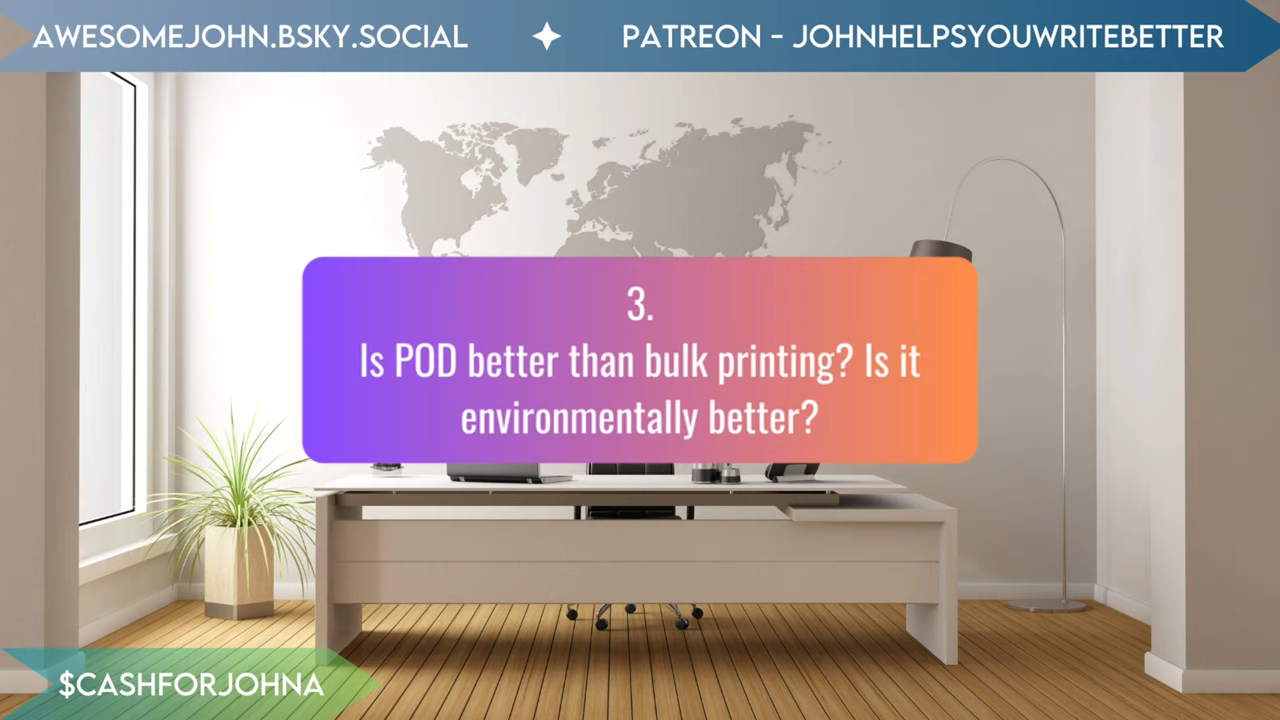 AWESOMEJOHN.BSKY.SOCIAL
PATREON - JOHNHELPSYOUWRITEBETTER
3.
Is POD better than bulk printing? Is it
environmentally better?
$CASHFORJOHNA